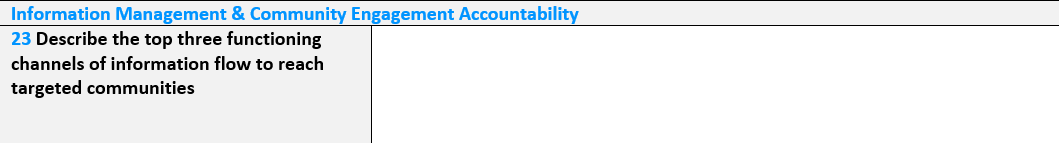 Information Management & Community Engagement Accountability
23 Describe the top three functioning
channels of information flow to reach
targeted communities